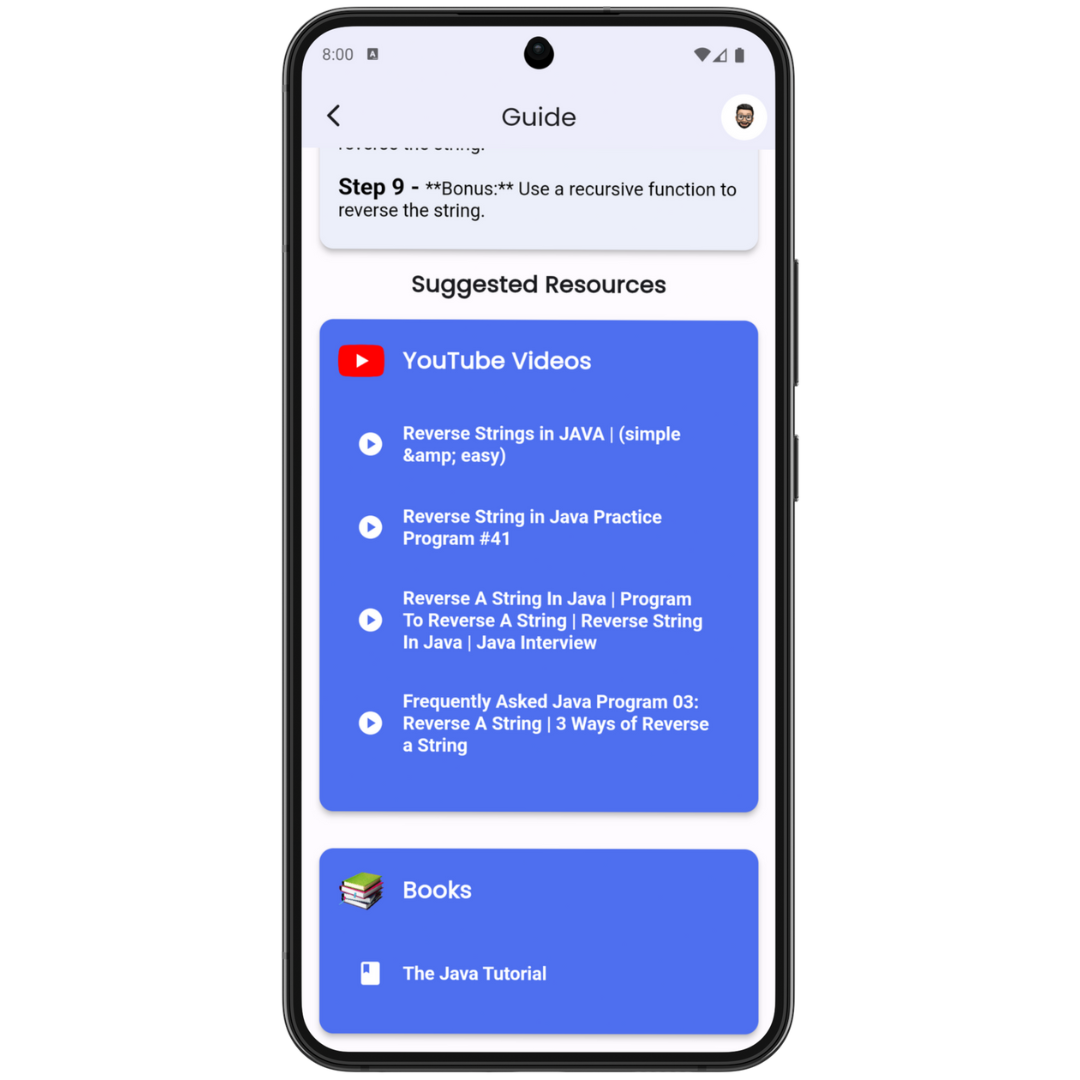 8:00 A
Guide
reverse the string.
Step 9 - **Bonus:** Use a recursive function to
reverse the string.
Suggested Resources
YouTube Videos
Reverse Strings in JAVA | (simple
&amp; easy)
Reverse String in Java Practice
Program #41
Reverse A String In Java | Program
To Reverse A String | Reverse String
In Java | Java Interview
Frequently Asked Java Program 03:
Reverse A String | 3 Ways of Reverse
a String
Books
The Java Tutorial